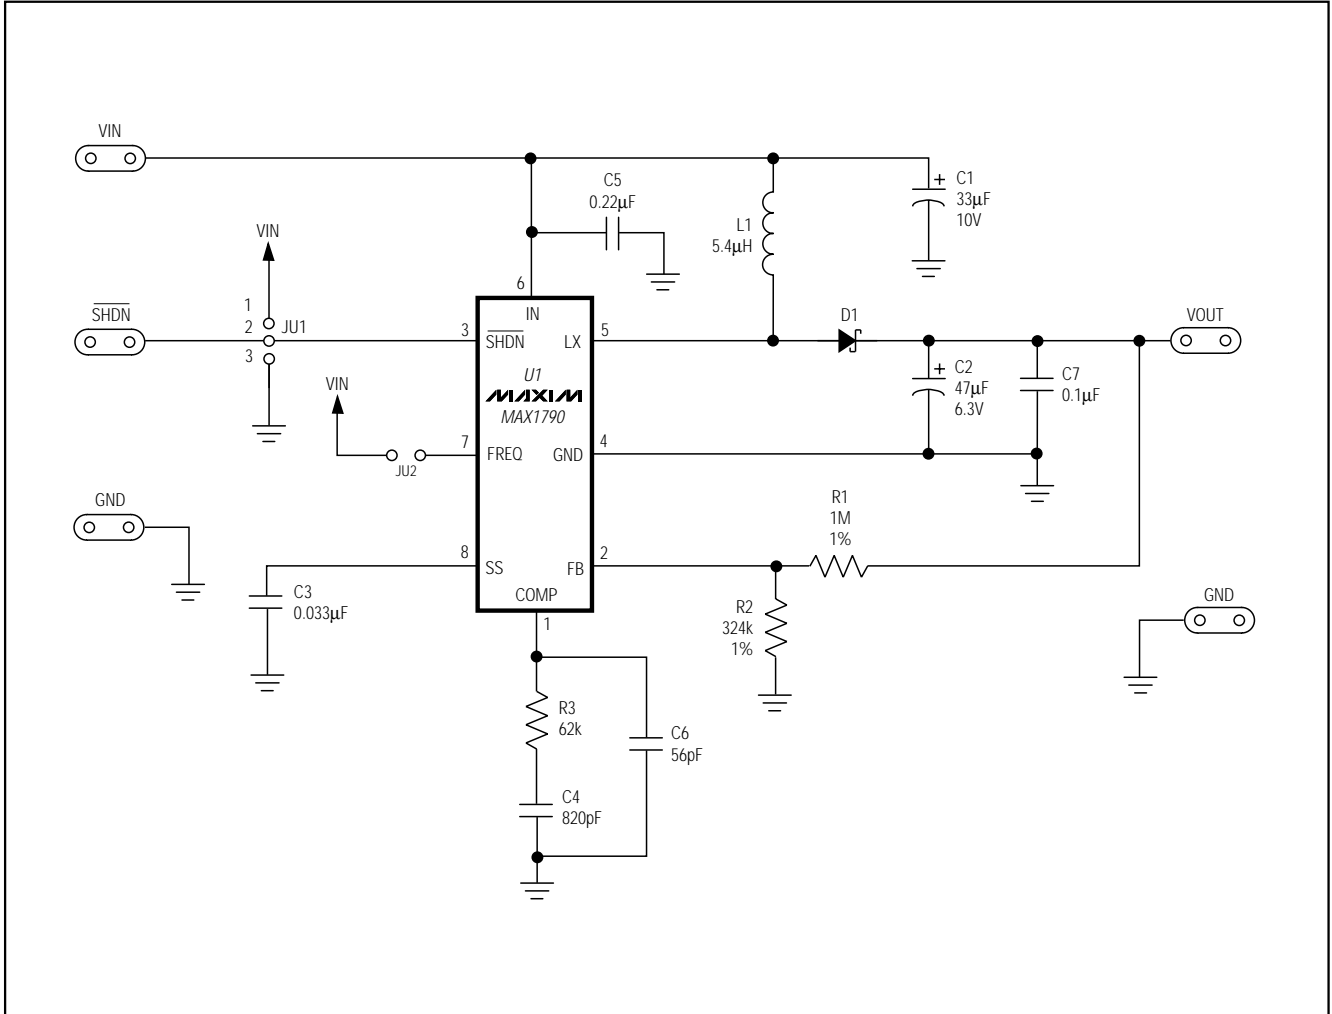 VIN
C5
0.22µF
C1
33µF
10V
+
L1
5.4µH
VIN
SHDN
1
2
3
JU1
6
IN
3
SHDN
LX
5
D1
VOUT
U1
MAXIM
MAX1790
VIN
JU2
7
FREQ
GND
4
+
C2
47µF
6.3V
C7
0.1µF
GND
R1
1M
1%
8
SS
FB
2
COMP
1
C3
0.033µF
R2
324k
1%
GND
R3
62k
C6
56pF
C4
820pF